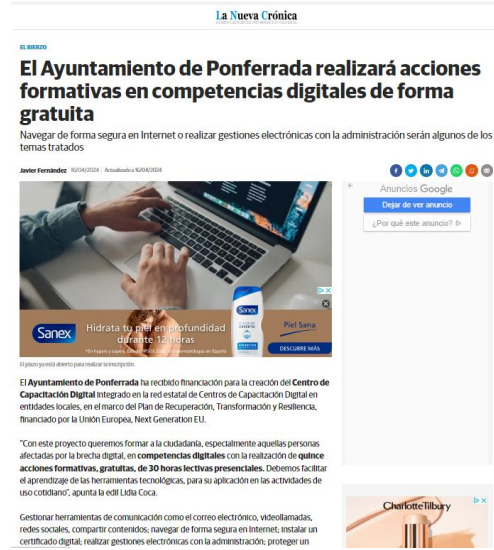 La Nueva Crónica
EL BIERZO
El Ayuntamiento de Ponferrada realizará acciones
formativas en competencias digitales de forma
gratuita
Navegar de forma segura en Internet o realizar gestiones electrónicas con la administración serán algunos de los
temas tratados
Javier Fernández 16/04/2024 | Actualizado a 16/04/2024
Anuncios Google
Dejar de ver anuncio
¿Por qué este anuncio?
Sanex
Hidrata tu piel en profundidad
durante 12 horas
Sanex
Piel Sana
DESCUBRE MÁS
El plazo ya está abierto para realizar la inscripción.
El Ayuntamiento de Ponferrada ha recibido financiación para la creación del Centro de
Capacitación Digital integrado en la red estatal de Centros de Capacitación Digital en
entidades locales, en el marco del Plan de Recuperación, Transformación y Resiliencia,
financiado por la Unión Europea, Next Generation EU.
"Con este proyecto queremos formar a la ciudadanía, especialmente aquellas personas
afectadas por la brecha digital, en competencias digitales con la realización de quince
acciones formativas, gratuitas, de 30 horas lectivas presenciales. Debemos facilitar
el aprendizaje de las herramientas tecnológicas, para su aplicación en las actividades de
uso cotidiano", apunta la edil Lidia Coca.
CharlotteTilbury
Gestionar herramientas de comunicación como el correo electrónico, videollamadas,
redes sociales, compartir contenidos; navegar de forma segura en Internet; instalar un
certificado digital; realizar gestiones electrónicas con la administración; proteger un